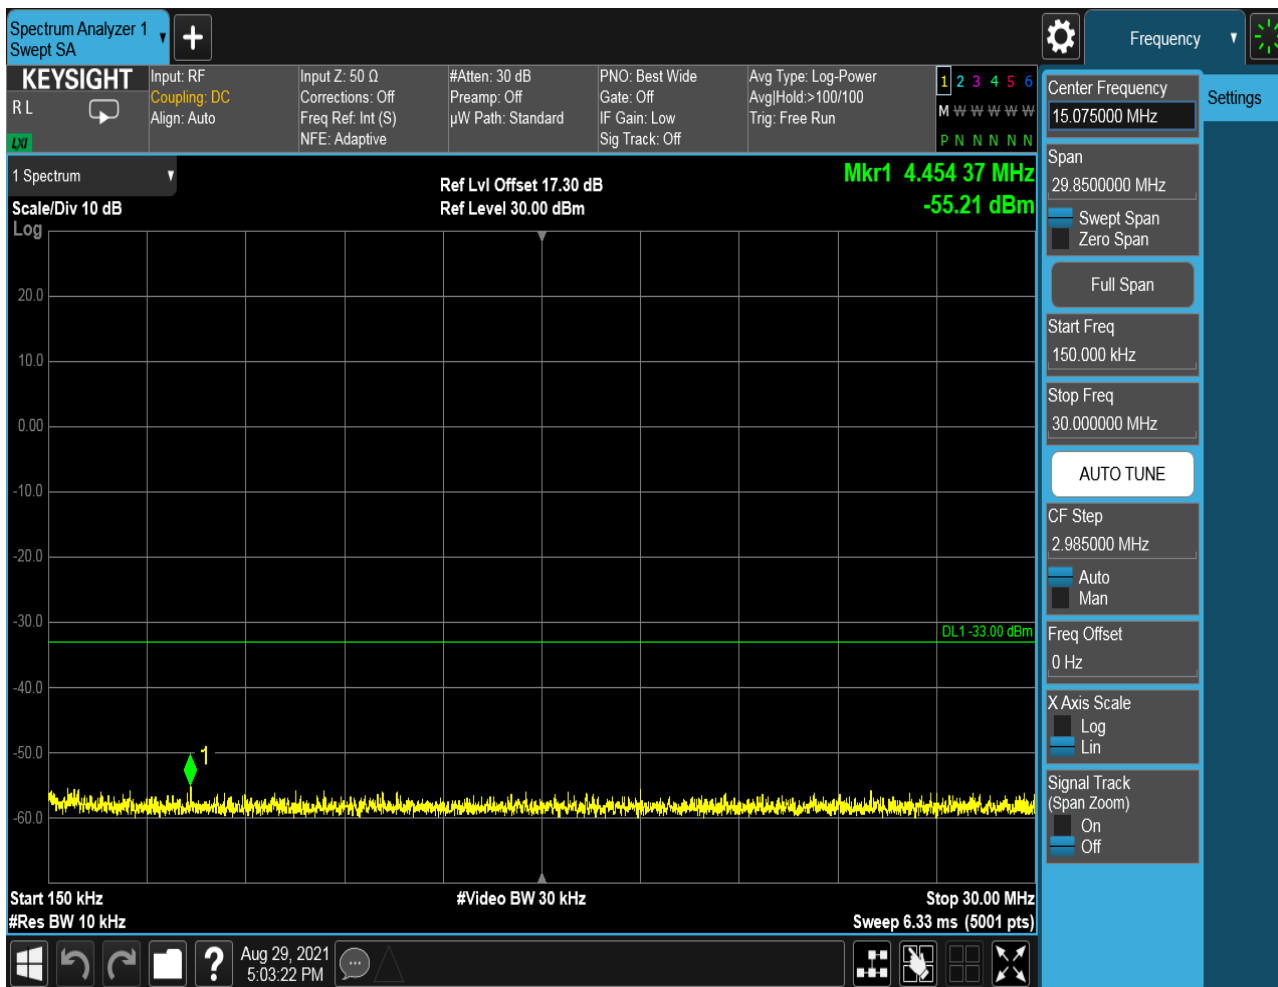 Spectrum Analyzer 1
Swept SA
Frequency
KEYSIGHT
R L
LXI
Input: RF
Coupling: DC
Align: Auto
Input Z: 50 Ω
Corrections: Off
Freq Ref: Int (S)
NFE: Adaptive
#Atten: 30 dB
Preamp: Off
µW Path: Standard
PNO: Best Wide
Gate: Off
IF Gain: Low
Sig Track: Off
Avg Type: Log-Power
Avg|Hold:>100/100
Trig: Free Run
1 2 3 4 5 6
M W W W W W
P N N N N N
Center Frequency
15.075000 MHz
Settings
Span
29.8500000 MHz
Swept Span
Zero Span
Full Span
Start Freq
150.000 kHz
Stop Freq
30.000000 MHz
AUTO TUNE
CF Step
2.985000 MHz
Auto
Man
Freq Offset
0 Hz
X Axis Scale
Log
Lin
Signal Track
(Span Zoom)
On
Off
1 Spectrum
Scale/Div 10 dB
Log
Ref Lvl Offset 17.30 dB
Ref Level 30.00 dBm
Mkr1 4.454 37 MHz
-55.21 dBm
20.0
10.0
0.00
-10.0
-20.0
-30.0
DL1 -33.00 dBm
-40.0
-50.0
1
-60.0
Start 150 kHz
#Video BW 30 kHz
Stop 30.00 MHz
#Res BW 10 kHz
Sweep 6.33 ms (5001 pts)
?
Aug 29, 2021
5:03:22 PM